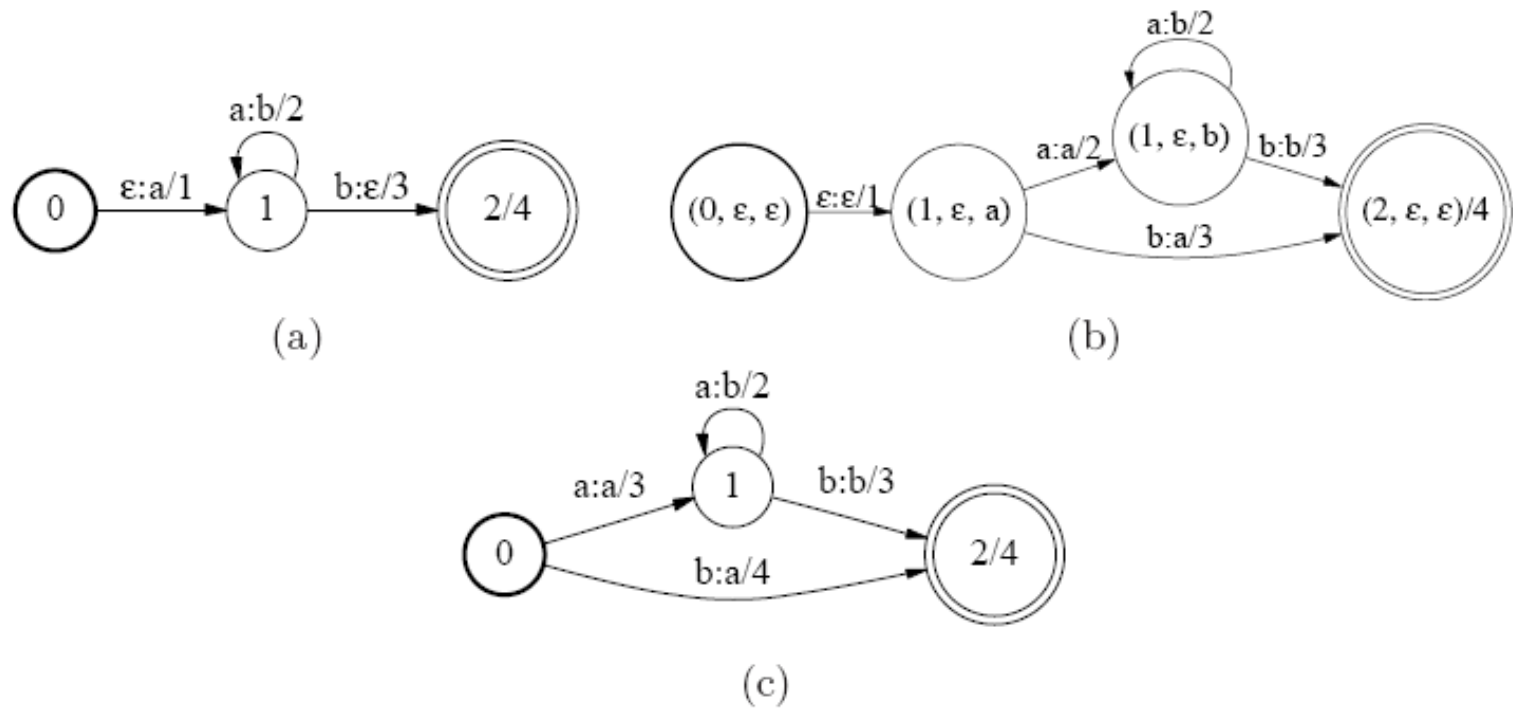 a:b/2
ε:a/1
b:ε/3
0
1
2/4
(a)
a:b/2
(1, ε, b)
a:a/2
b:b/3
(0, ε, ε)
ε:ε/1
(1, ε, a)
(2, ε, ε)/4
b:a/3
(b)
a:b/2
1
a:a/3
b:b/3
0
2/4
b:a/4
(c)